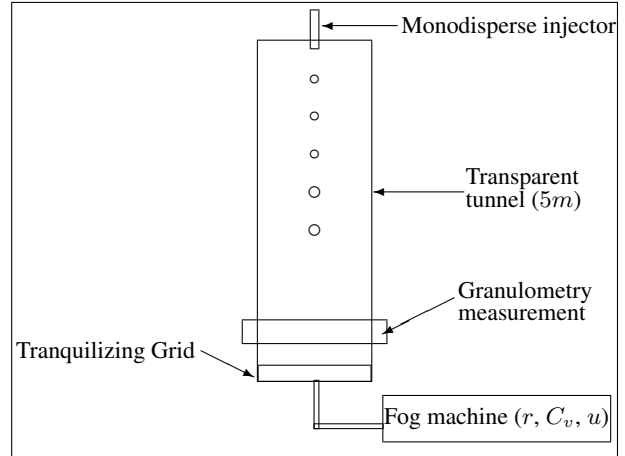 Monodisperse injector
Transparent
tunnel (5m)
Granulometry
measurement
Tranquilizing Grid
Fog machine (r, C_v, u)